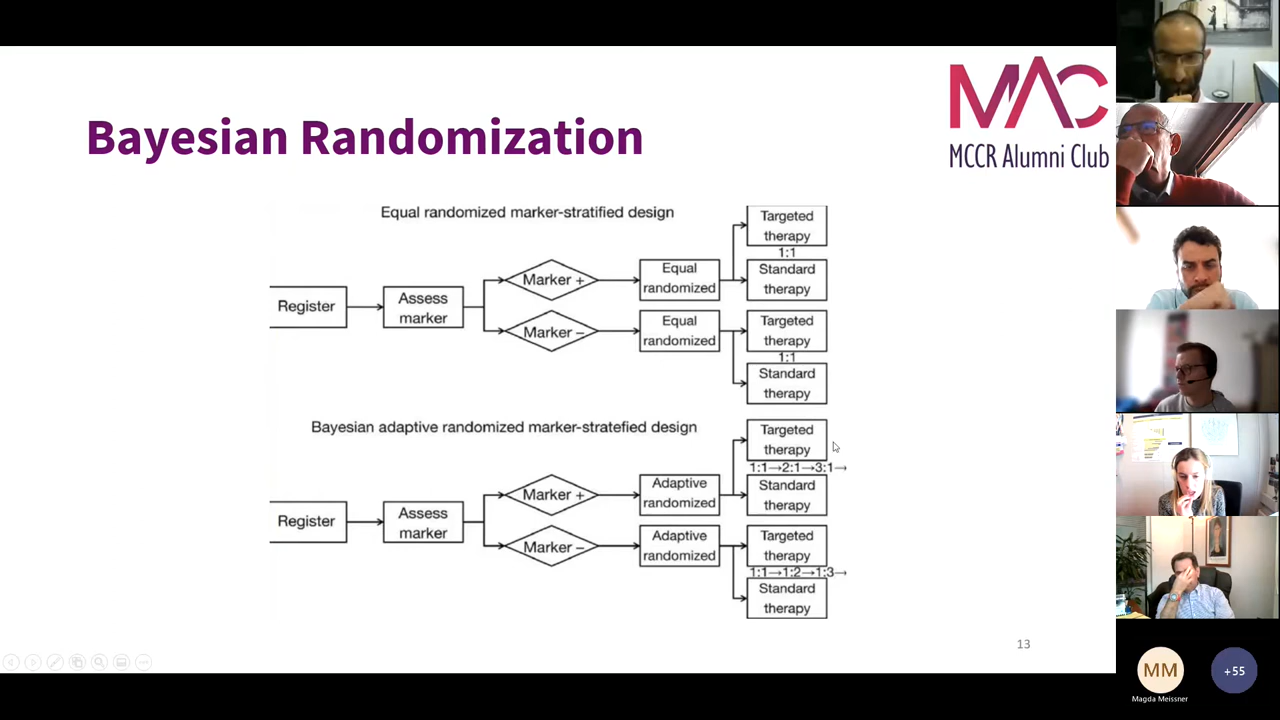 Bayesian Randomization
MAC
MCCR Alumni Club
Equal randomized marker-stratified design
Register
Assess
marker
Marker +
Marker –
Equal
randomized
Equal
randomized
Targeted
therapy
1:1
Standard
therapy
Targeted
therapy
1:1
Standard
therapy
Bayesian adaptive randomized marker-stratefied design
Register
Assess
marker
Marker +
Marker –
Adaptive
randomized
Adaptive
randomized
Targeted
therapy
1:1→2:1→3:1→
Standard
therapy
Targeted
therapy
1:1→1:2→1:3→
Standard
therapy
13
MM
Magda Meissner
+55